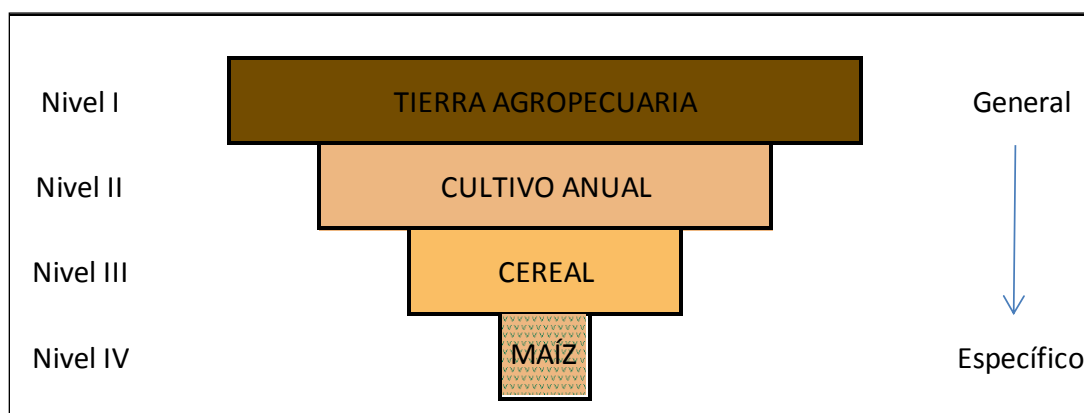 Nivel I TIERRA AGROPECUARIA General
Nivel II CULTIVO ANUAL
Nivel III CEREAL
Nivel IV MAÍZ Específico